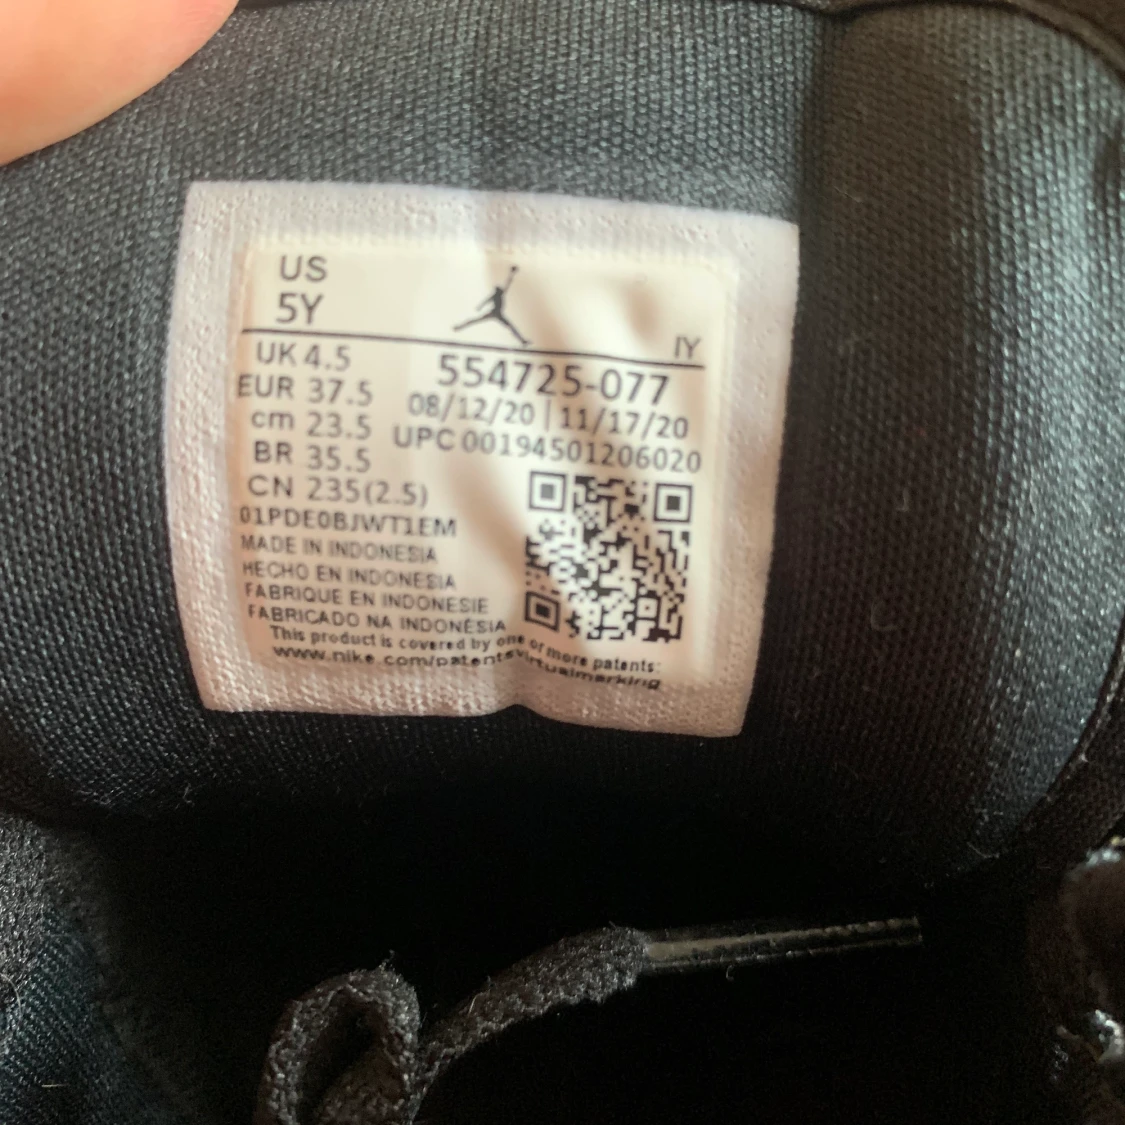 US
5Y
IY
UK 4.5
554725-077
EUR 37.5
08/12/20 | 11/17/20
cm 23.5
UPC 00194501206020
BR 35.5
CN 235(2.5)
01PDE0BJWT1EM
MADE IN INDONESIA
HECHO EN INDONESIA
FABRIQUE EN INDONESIE
FABRICADO NA INDONÉSIA
This product is covered by one or more patents:
www.nike.com/patentsvirtualmarking